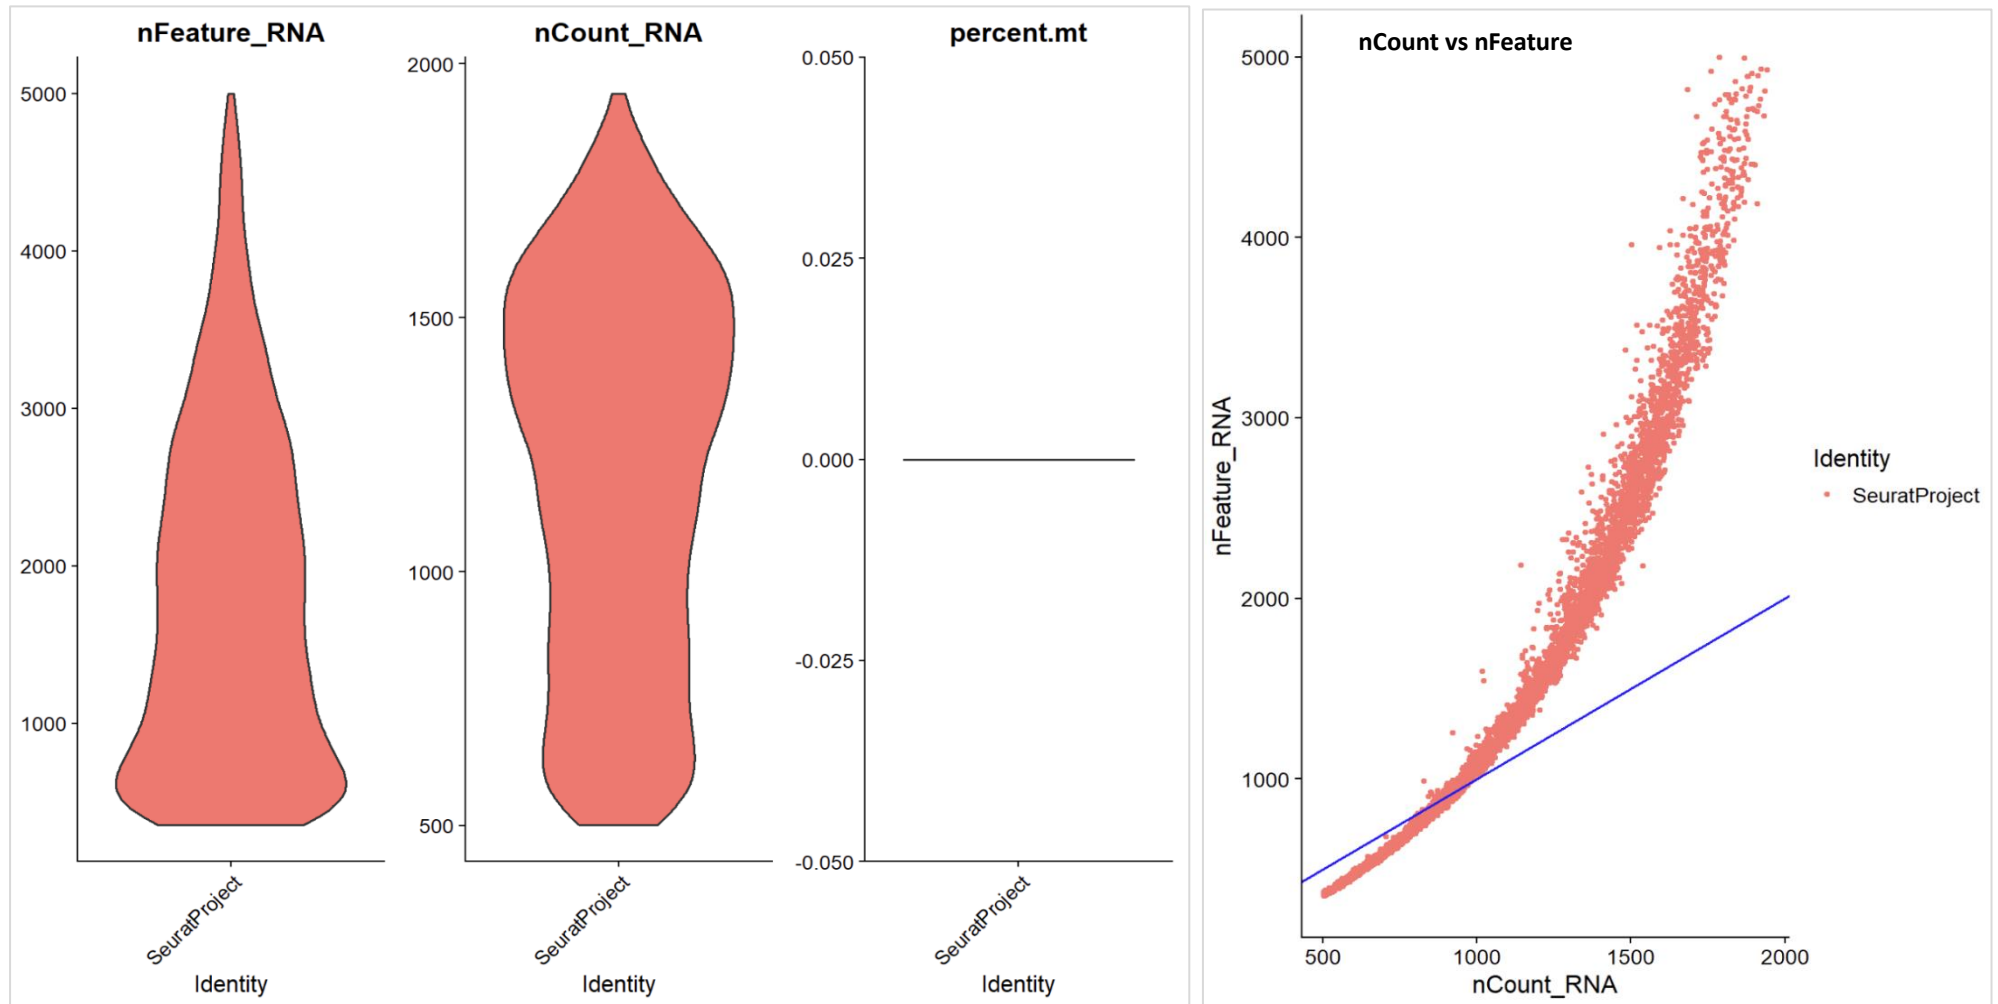 nFeature_RNA
5000
4000
3000
2000
1000
SeuratProject
Identity
nCount_RNA
2000
1500
1000
500
SeuratProject
Identity
percent.mt
0.050
0.025
0.000
-0.025
-0.050
SeuratProject
Identity
nCount vs nFeature
nFeature_RNA
5000
4000
3000
2000
1000
500 1000 1500 2000
nCount_RNA
Identity
SeuratProject